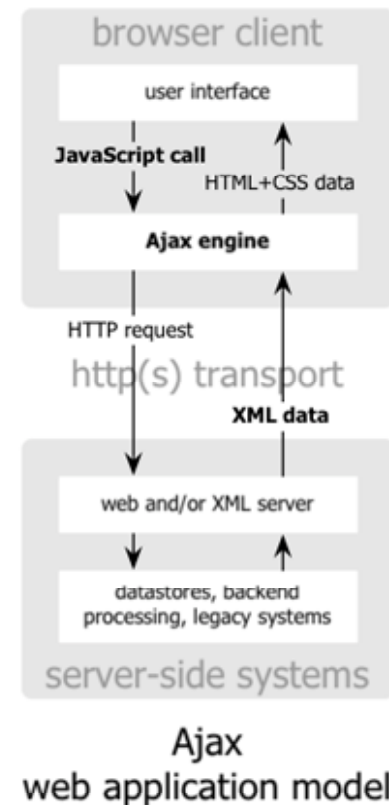 browser client
user interface
JavaScript call
HTML+CSS data
Ajax engine
HTTP request
http(s) transport
XML data
web and/or XML server
datastores, backend
processing, legacy systems
server-side systems
Ajax
web application model